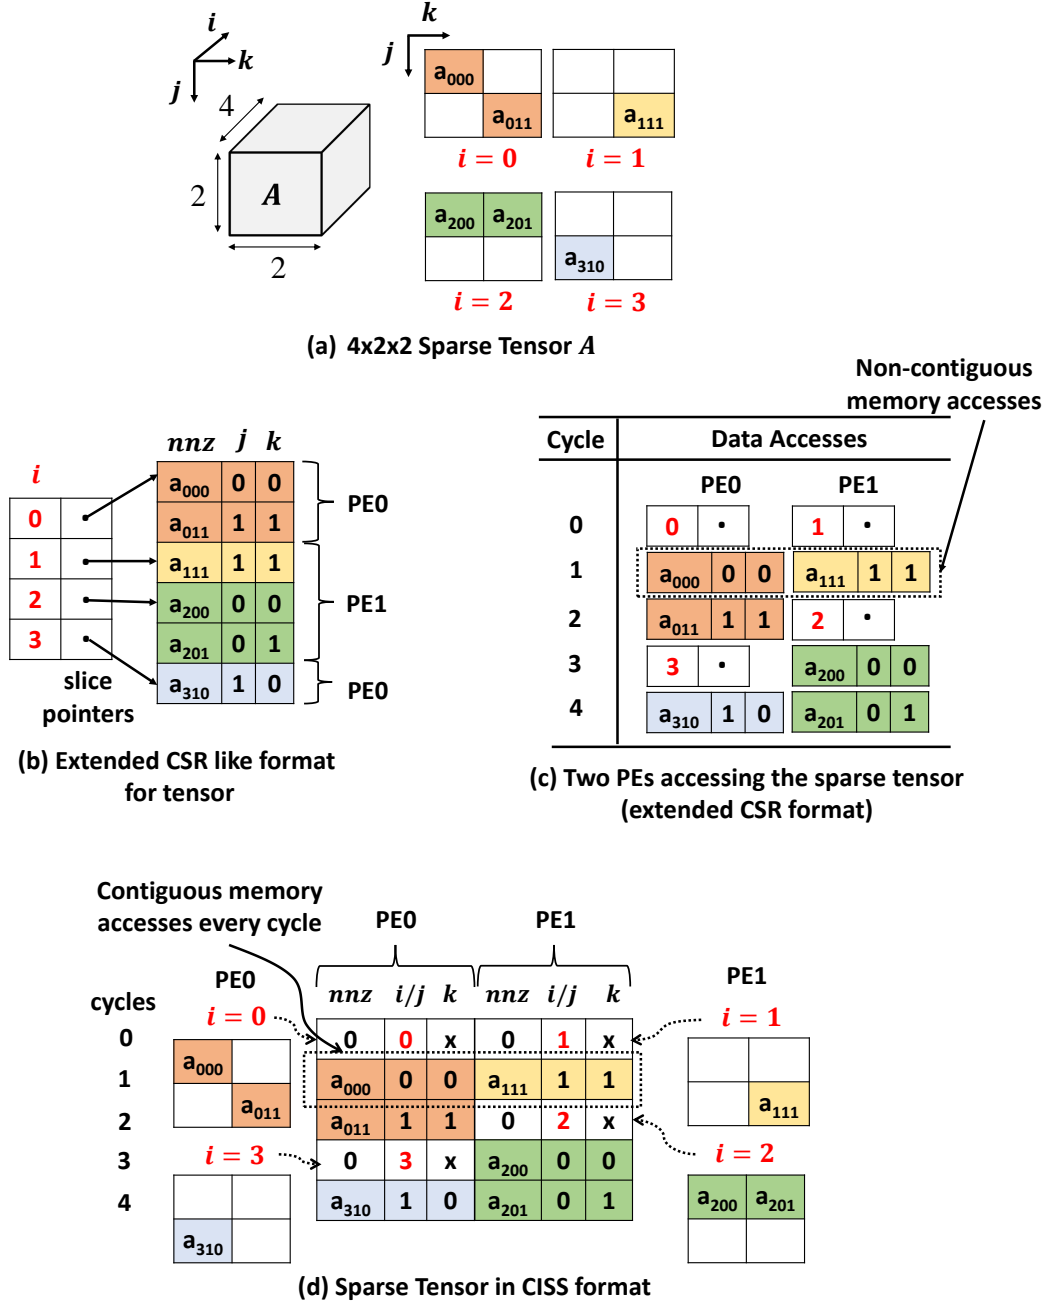 i
k
j
4
2
A
2
k
j
a000
a011
i = 0
a111
i = 1
a200 a201
i = 2
a310
i = 3
(a) 4x2x2 Sparse Tensor A
nnz j k
i
0
1
2
3
slice
pointers
a000 0 0
a011 1 1
a111 1 1
a200 0 0
a201 0 1
a310 1 0
PE0
PE1
PE0
(b) Extended CSR like format
for tensor
Non-contiguous
memory accesses
Cycle Data Accesses
PE0 PE1
0 0 1
1 a000 0 0 a111 1 1
2 a011 1 1 2
3 3 a200 0 0
4 a310 1 0 a201 0 1
(c) Two PEs accessing the sparse tensor
(extended CSR format)
Contiguous memory
accesses every cycle
PE0 PE1
nnz i/j k nnz i/j k
cycles
0 0 0 x 0 1 x
1 a000 0 0 a111 1 1
2 a011 1 1 0 2 x
3 0 3 x a200 0 0
4 a310 1 0 a201 0 1
PE0
i = 0
a000
a011
i = 3
a310
PE1
i = 1
a111
i = 2
a200 a201
(d) Sparse Tensor in CISS format